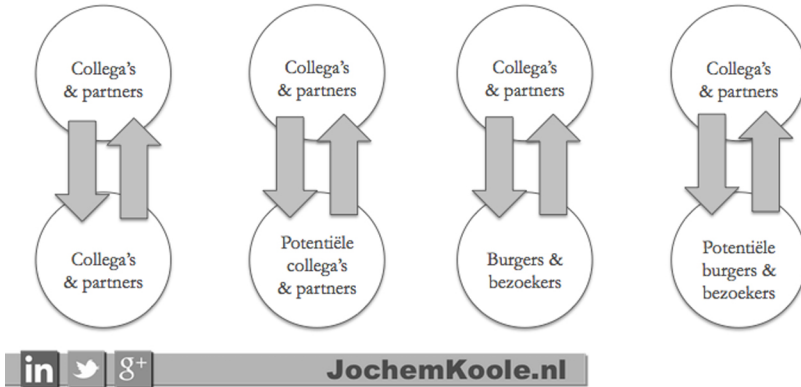 Collega's
& partners
Collega's
& partners
Collega's
& partners
Collega's
& partners
Collega's
& partners
Potentiële
collega's
& partners
Burgers &
bezoekers
Potentiële
burgers &
bezoekers
in
g+
JochemKoole.nl